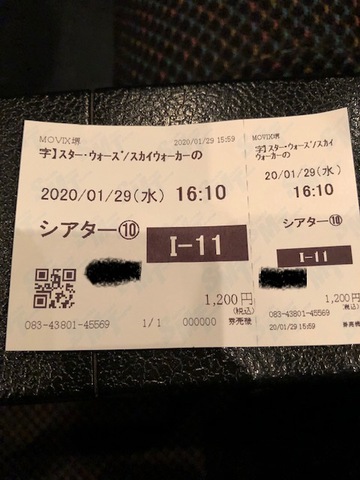 MOVIX堺
2020/01/29 15:59
字]スター・ウォーズ/スカイウォーカーの
2020/01/29(水) 16:10
シアター⑩
I-11
1,200円
(税込)
083-43801-45569
1/1
000000
券売機
MOVIX堺
字]スター・ウォーズ/スカイ
ウォーカーの
20/01/29(水)
16:10
シアター⑩
I-11
1,200円
(税込)
083-43801-45569
20/01/29 15:59
券売機